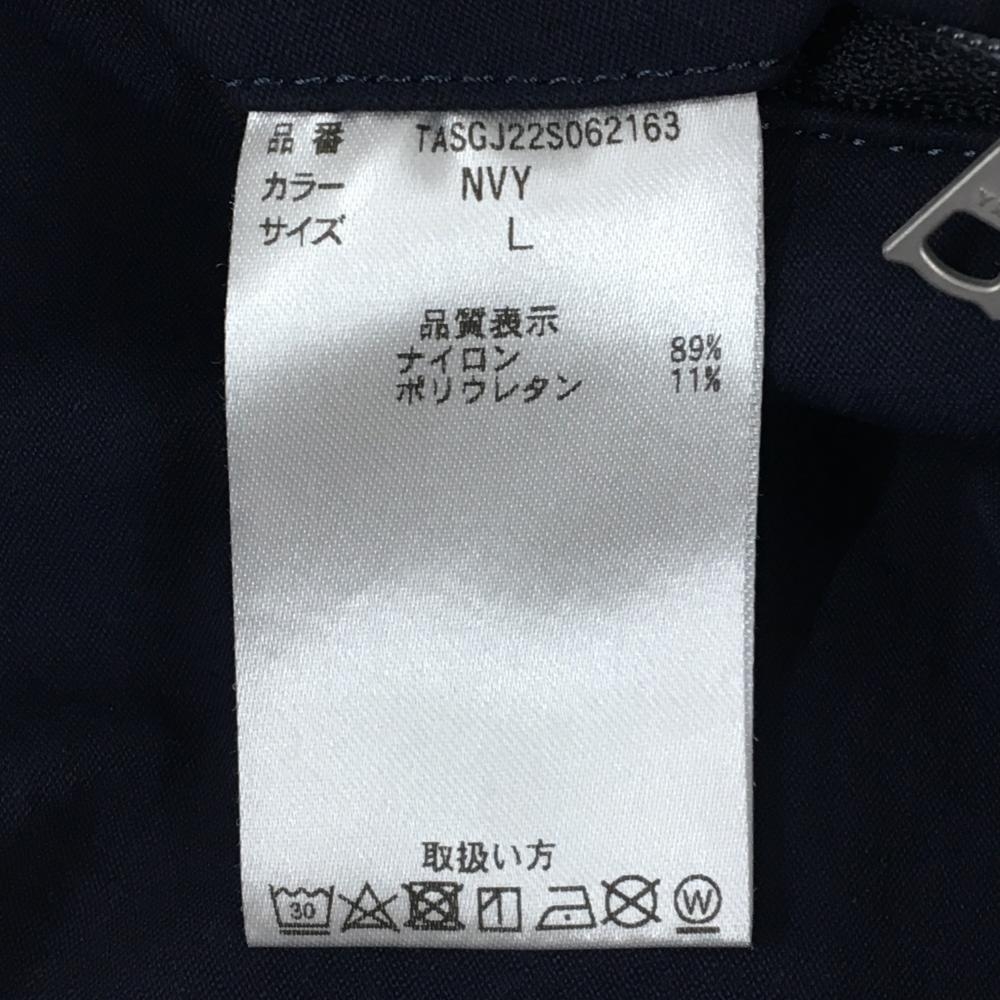 品番 TASGJ22S062163
カラー NVY
サイズ L
品質表示
ナイロン 89%
ポリウレタン 11%
取扱い方
30 W